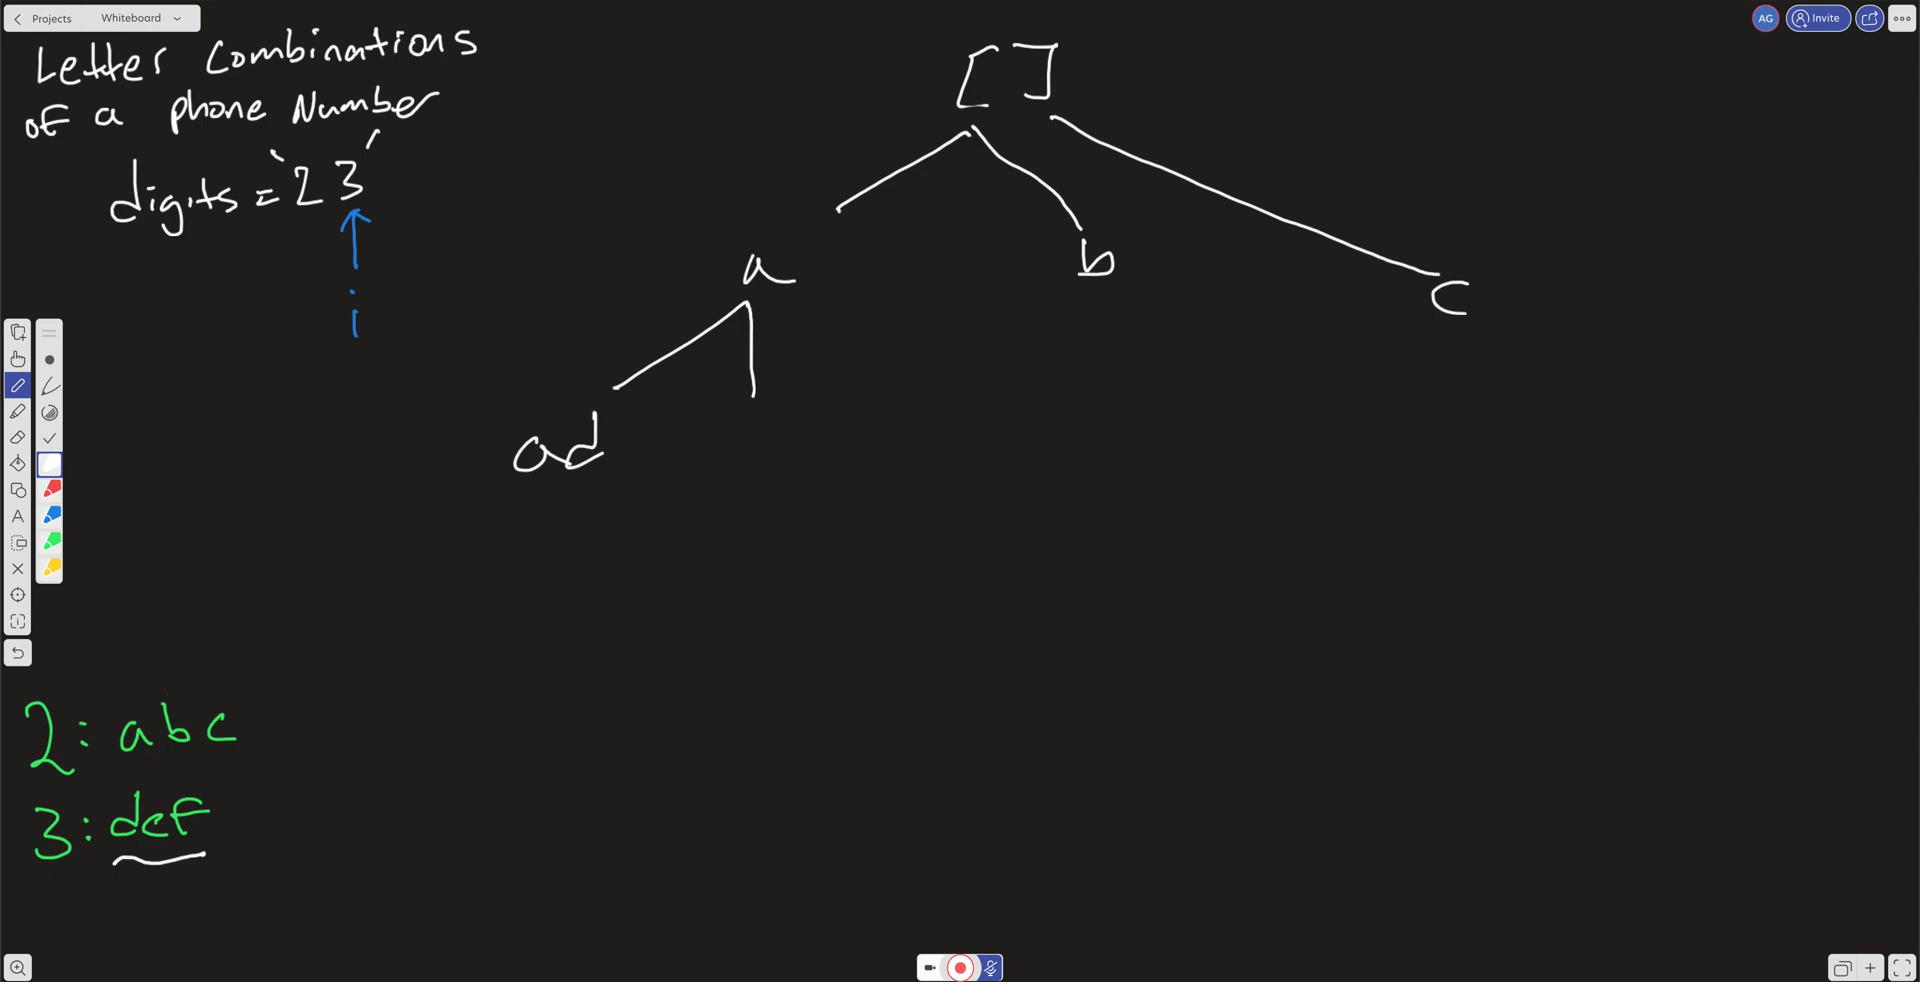 Projects Whiteboard
AG Invite
Letter Combinations
of a phone Number
digits = '23'
i
[ ]
a
b
c
ad
A
2: abc
3: def